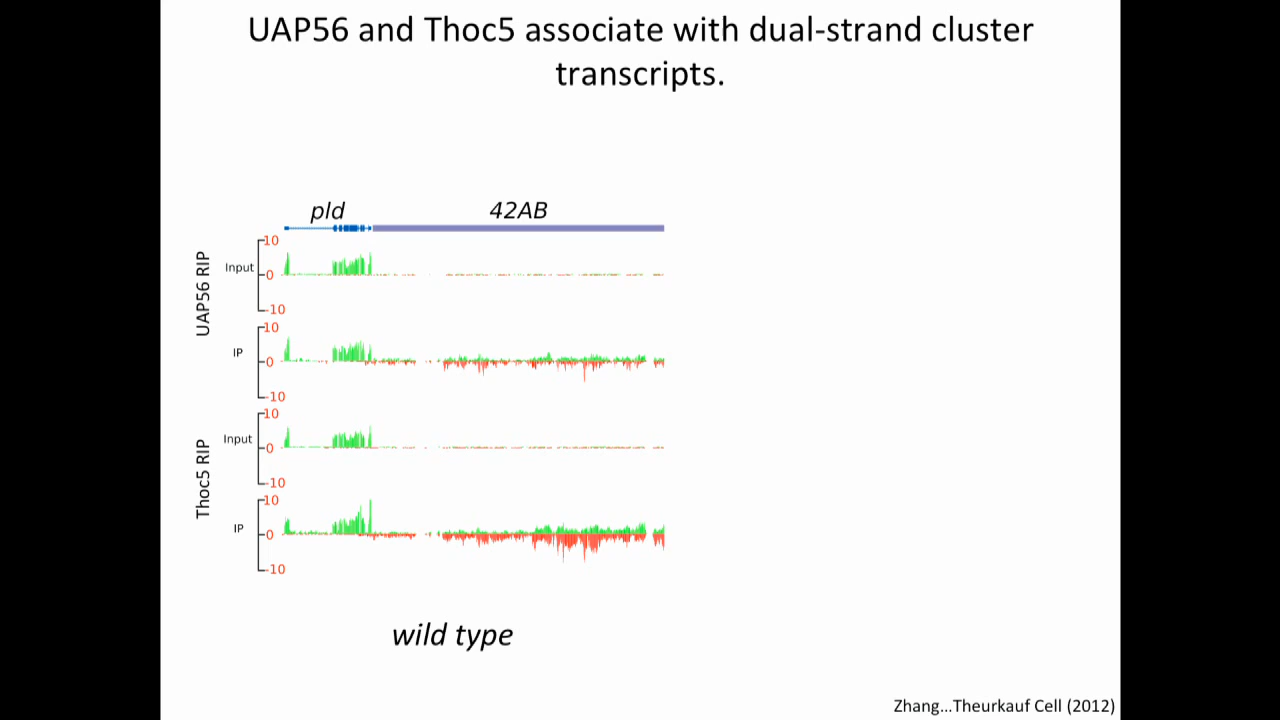 UAP56 and Thoc5 associate with dual-strand cluster
transcripts.
pld
42AB
UAP56 RIP
Input
10
0
-10
IP
10
0
-10
Thoc5 RIP
Input
10
0
-10
IP
10
0
-10
wild type
Zhang...Theurkauf Cell (2012)